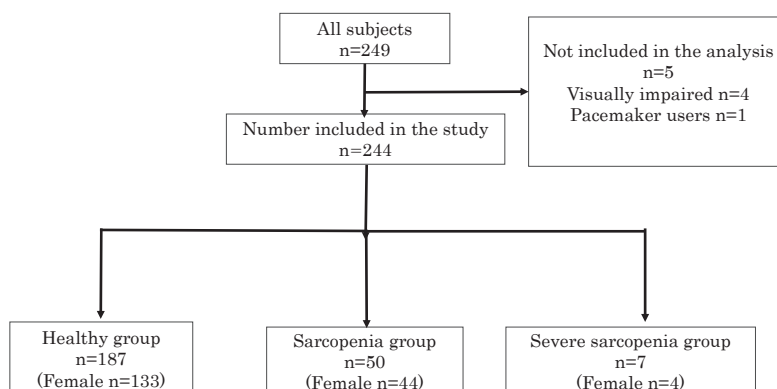 All subjects
n=249
Not included in the analysis
n=5
Visually impaired n=4
Pacemaker users n=1
Number included in the study
n=244
Healthy group
n=187
(Female n=133)
Sarcopenia group
n=50
(Female n=44)
Severe sarcopenia group
n=7
(Female n=4)